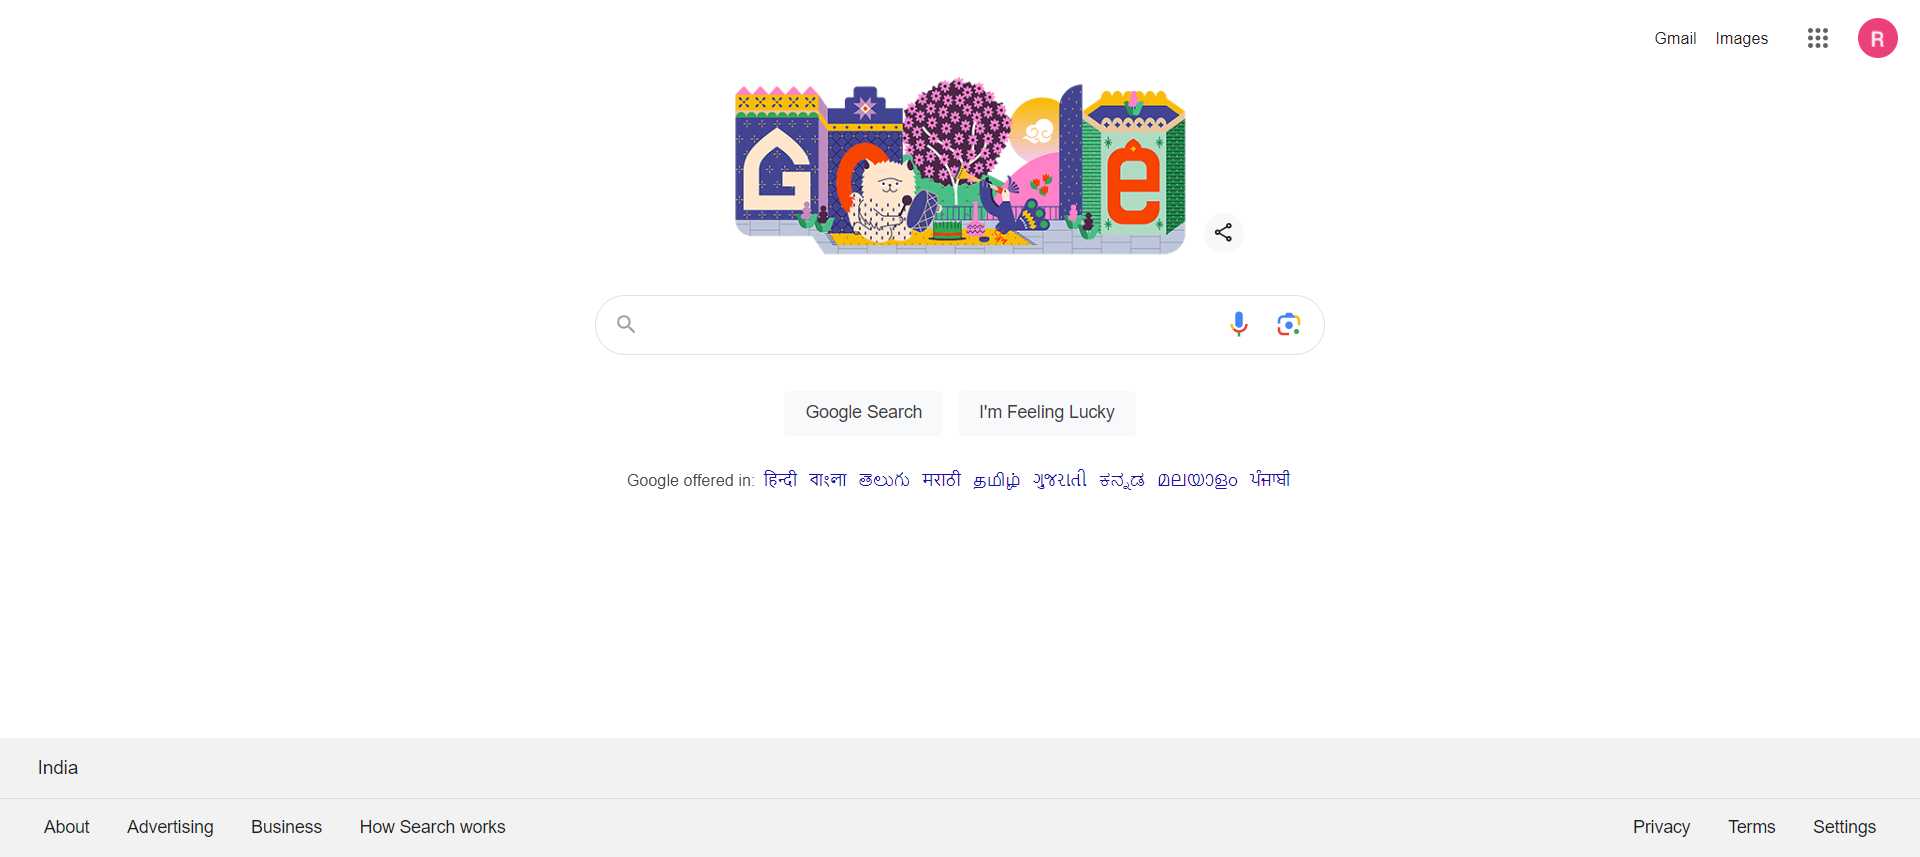 Gmail Images R
Google
Google Search I'm Feeling Lucky
Google offered in: हिन्दी বাংলা తెలుగు मराठी தமிழ் ગુજરાતી ಕನ್ನಡ മലയാളം ਪੰਜਾਬੀ
India
About Advertising Business How Search works Privacy Terms Settings